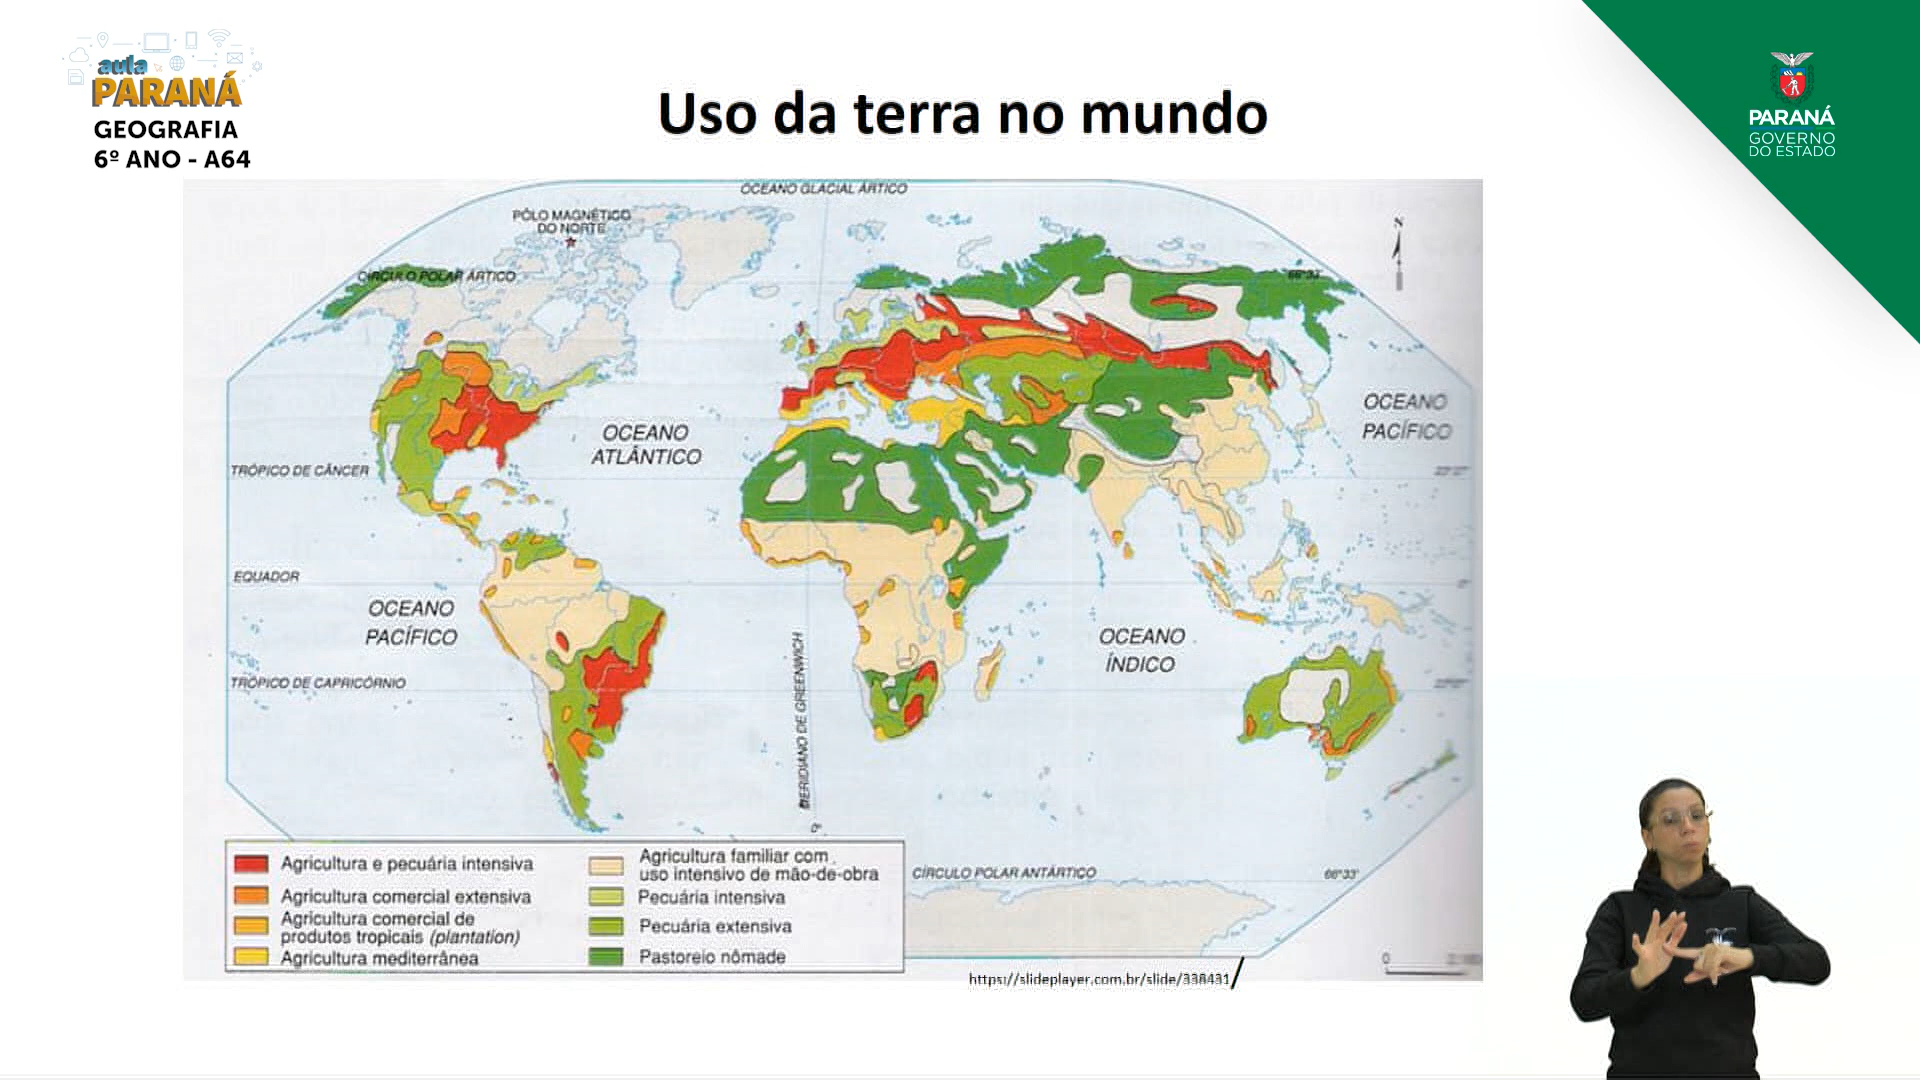 aula
PARANÁ
GEOGRAFIA
6º ANO - A64
Uso da terra no mundo
PARANÁ
GOVERNO
DO ESTADO
OCEANO GLACIAL ÁRTICO
PÓLO MAGNÉTICO
DO NORTE
N
CÍRCULO POLAR ÁRTICO
66°33'
OCEANO
PACÍFICO
OCEANO
ATLÂNTICO
TRÓPICO DE CÂNCER
EQUADOR
0°
OCEANO
PACÍFICO
OCEANO
ÍNDICO
TRÓPICO DE CAPRICÓRNIO
MERIDIANO DE GREENWICH
0°
CÍRCULO POLAR ANTÁRTICO
66°33'
Agricultura e pecuária intensiva
Agricultura comercial extensiva
Agricultura comercial de
produtos tropicais (plantation)
Agricultura mediterrânea
Agricultura familiar com
uso intensivo de mão-de-obra
Pecuária intensiva
Pecuária extensiva
Pastoreio nômade
0
https://slideplayer.com.br/slide/338431/